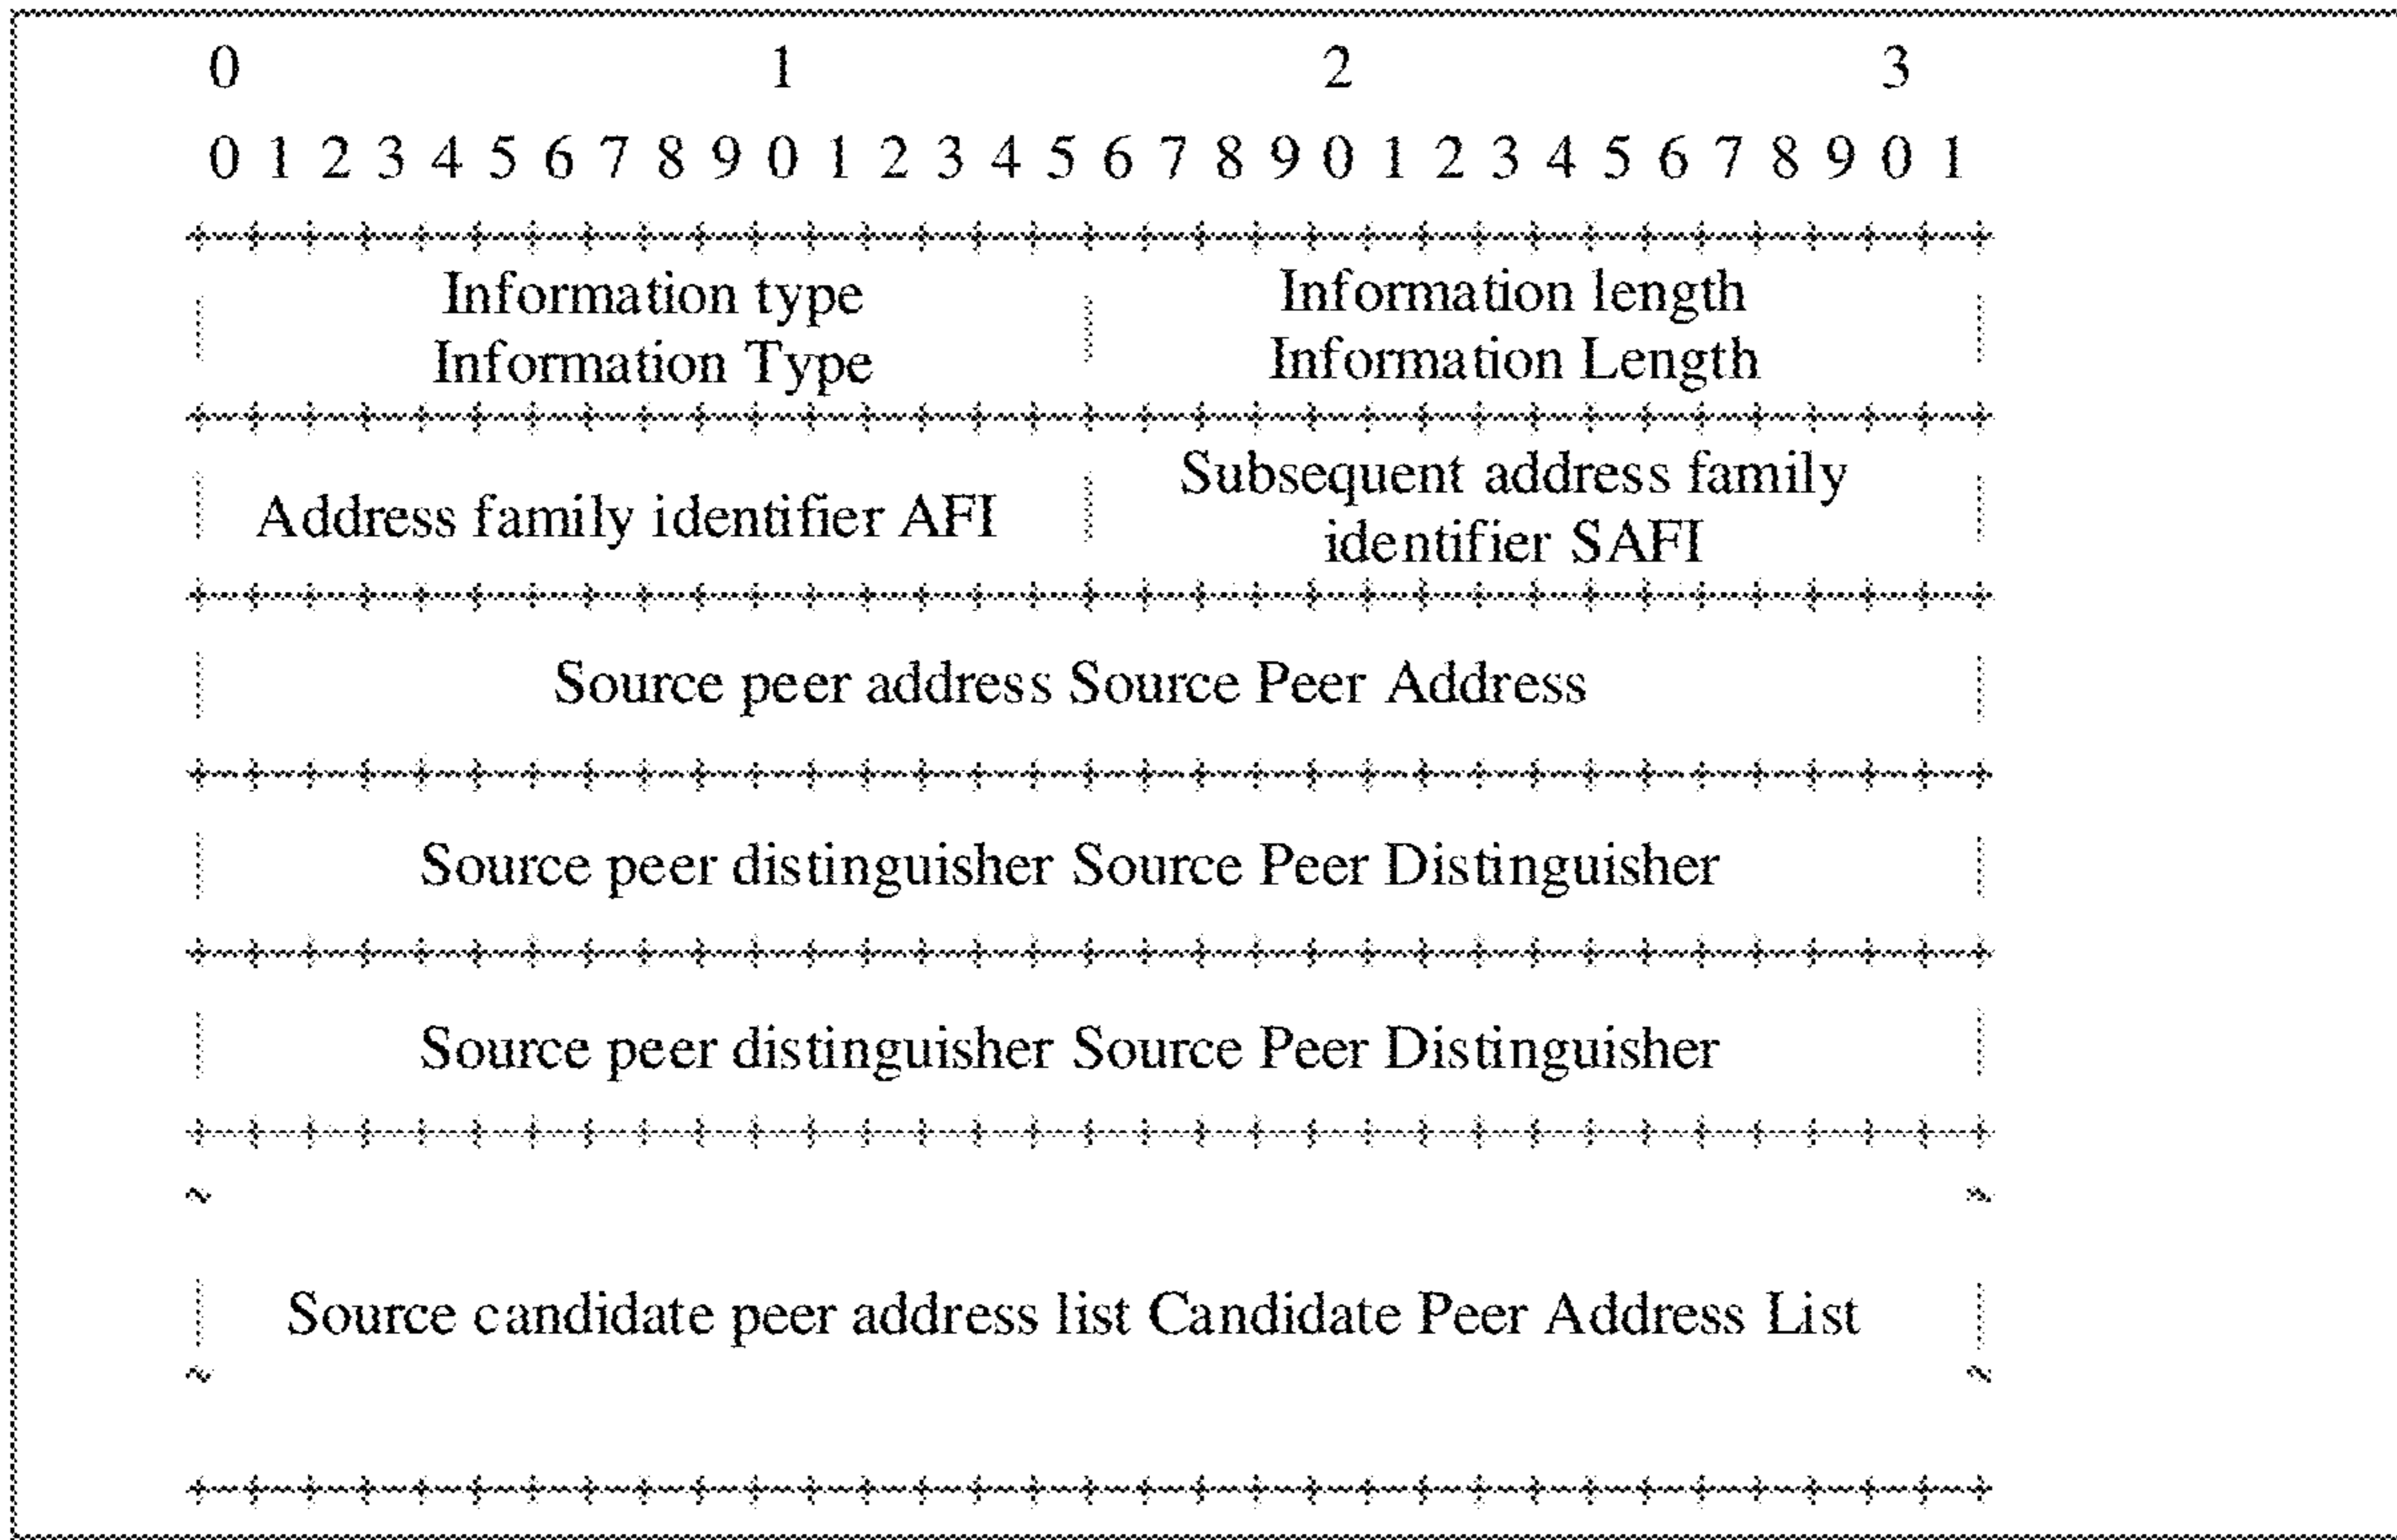 0 1 2 3
0 1 2 3 4 5 6 7 8 9 0 1 2 3 4 5 6 7 8 9 0 1 2 3 4 5 6 7 8 9 0 1
Information type
Information Type
Information length
Information Length
Address family identifier AFI
Subsequent address family
identifier SAFI
Source peer address Source Peer Address
Source peer distinguisher Source Peer Distinguisher
Source peer distinguisher Source Peer Distinguisher
Source candidate peer address list Candidate Peer Address List